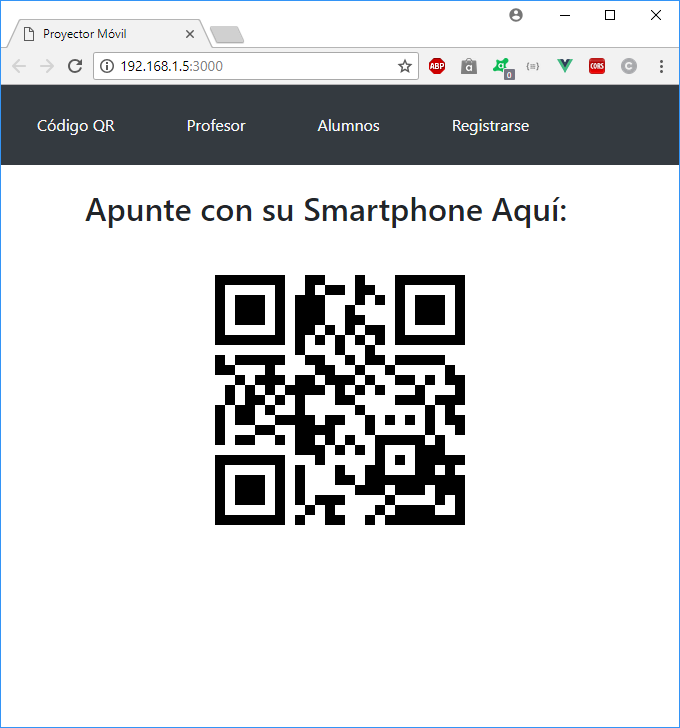 Proyector Móvil
192.168.1.5:3000
ABP
a
0
{≡}
CORS
C
Código QR
Profesor
Alumnos
Registrarse
Apunte con su Smartphone Aquí: